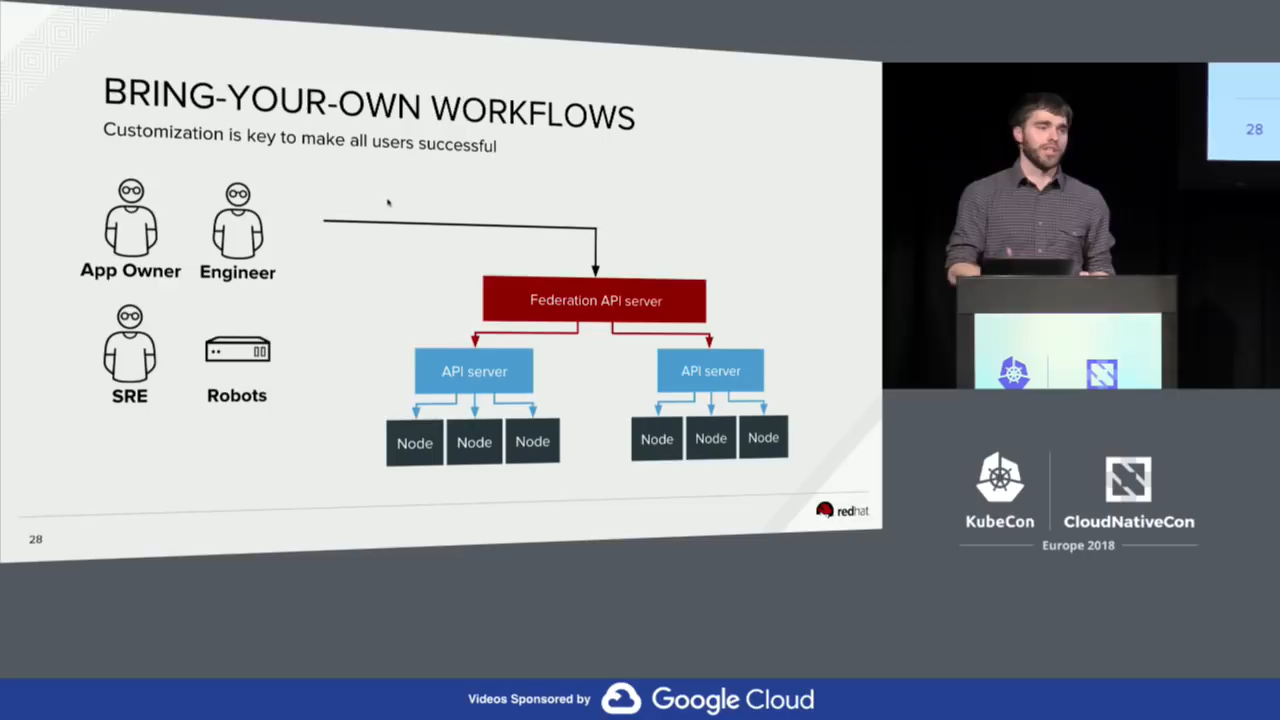 BRING-YOUR-OWN WORKFLOWS
Customization is key to make all users successful
App Owner
Engineer
SRE
Robots
Federation API server
API server
API server
Node
Node
Node
Node
Node
Node
redhat
28
28
KubeCon
CloudNativeCon
Europe 2018
Videos Sponsored by
Google Cloud